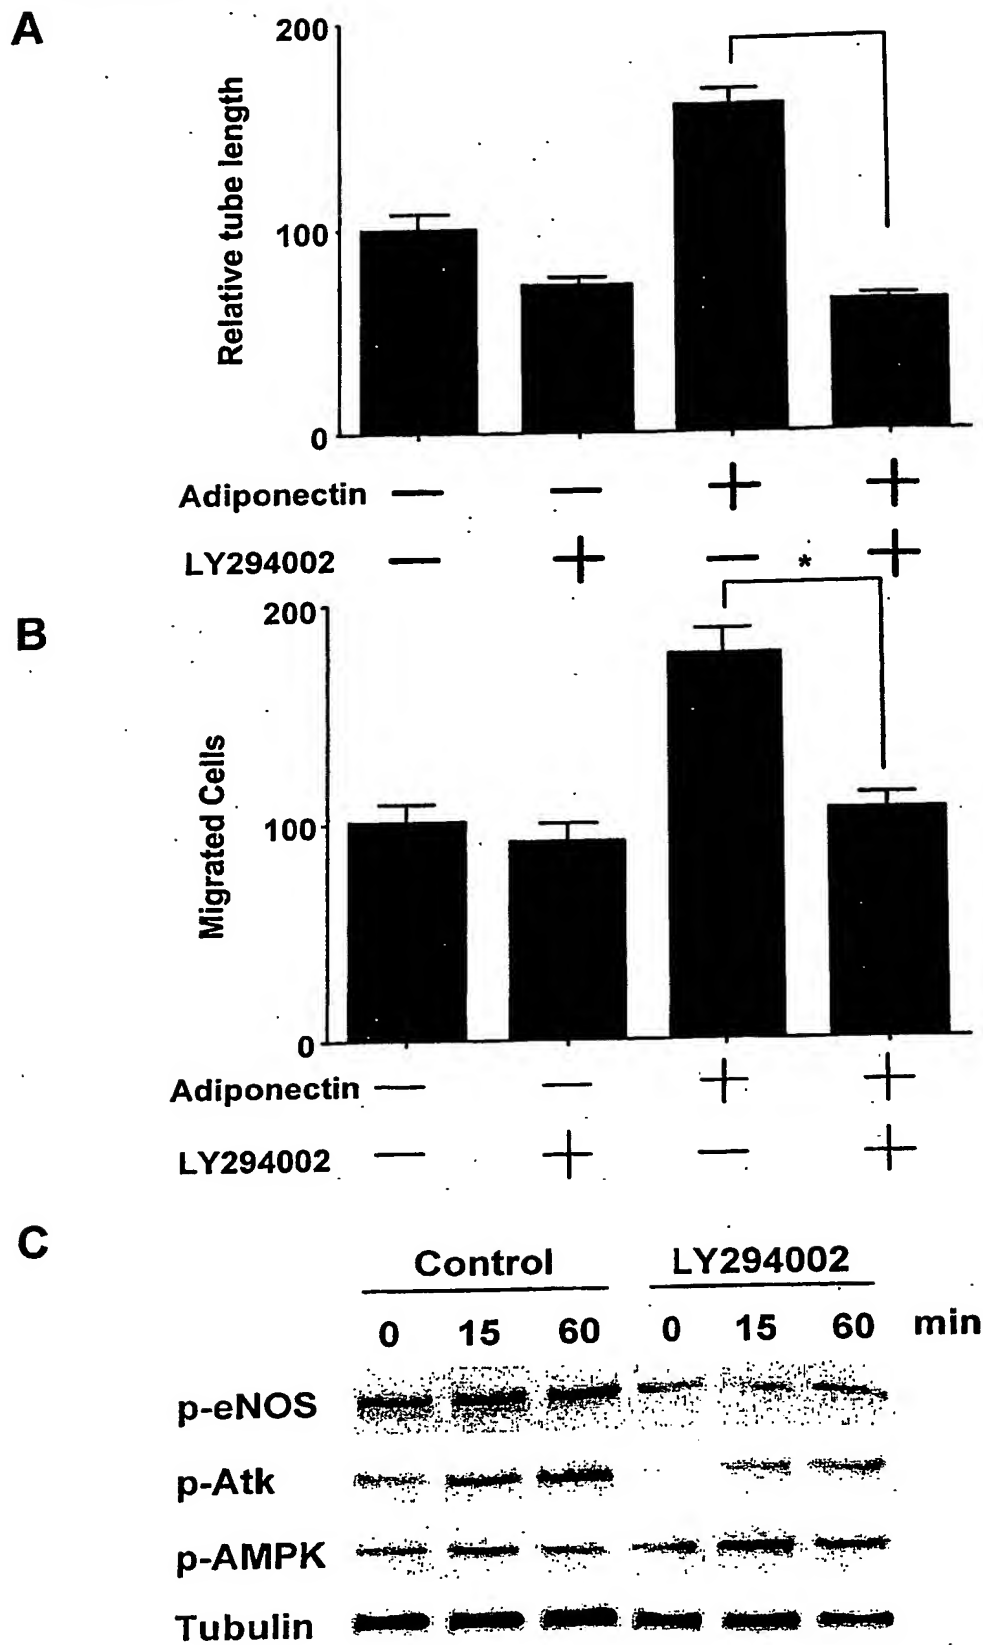 A
200
100
0
Relative tube length
Adiponectin — — + +
LY294002 — + — +
*
B
200
100
0
Migrated Cells
Adiponectin — — + +
LY294002 — + — +
C
Control LY294002
0 15 60 0 15 60 min
p-eNOS
p-Atk
p-AMPK
Tubulin